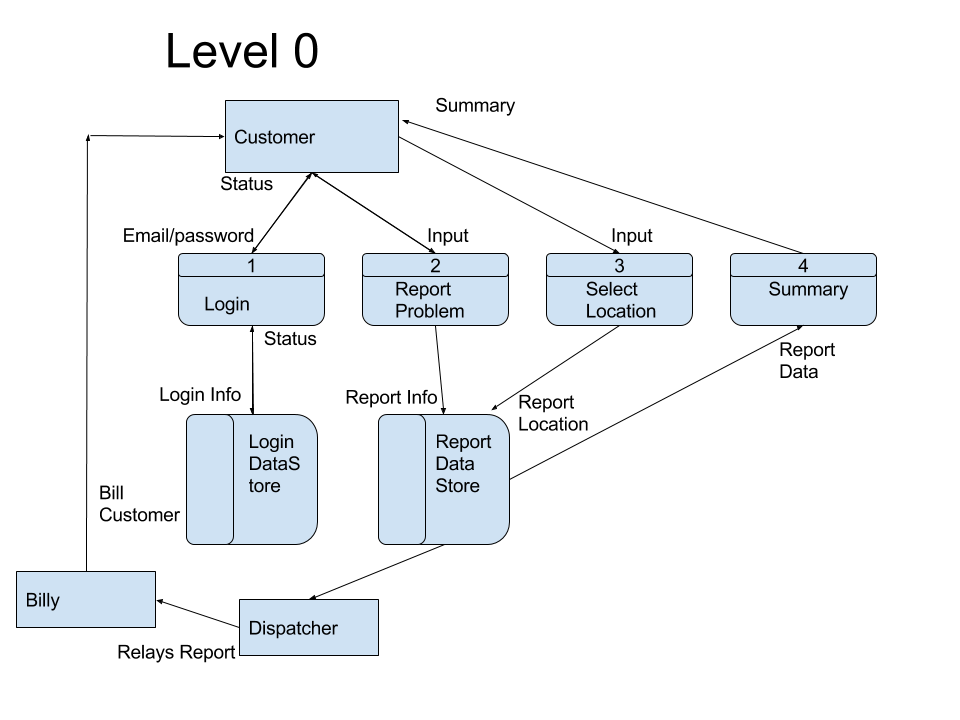 Level 0
Summary
Customer
Status
Email/password
Input
Input
1
2
3
4
Login
Report
Problem
Select
Location
Summary
Status
Report
Data
Login Info
Report Info
Report
Location
Login
DataS
tore
Report
Data
Store
Bill
Customer
Billy
Dispatcher
Relays Report